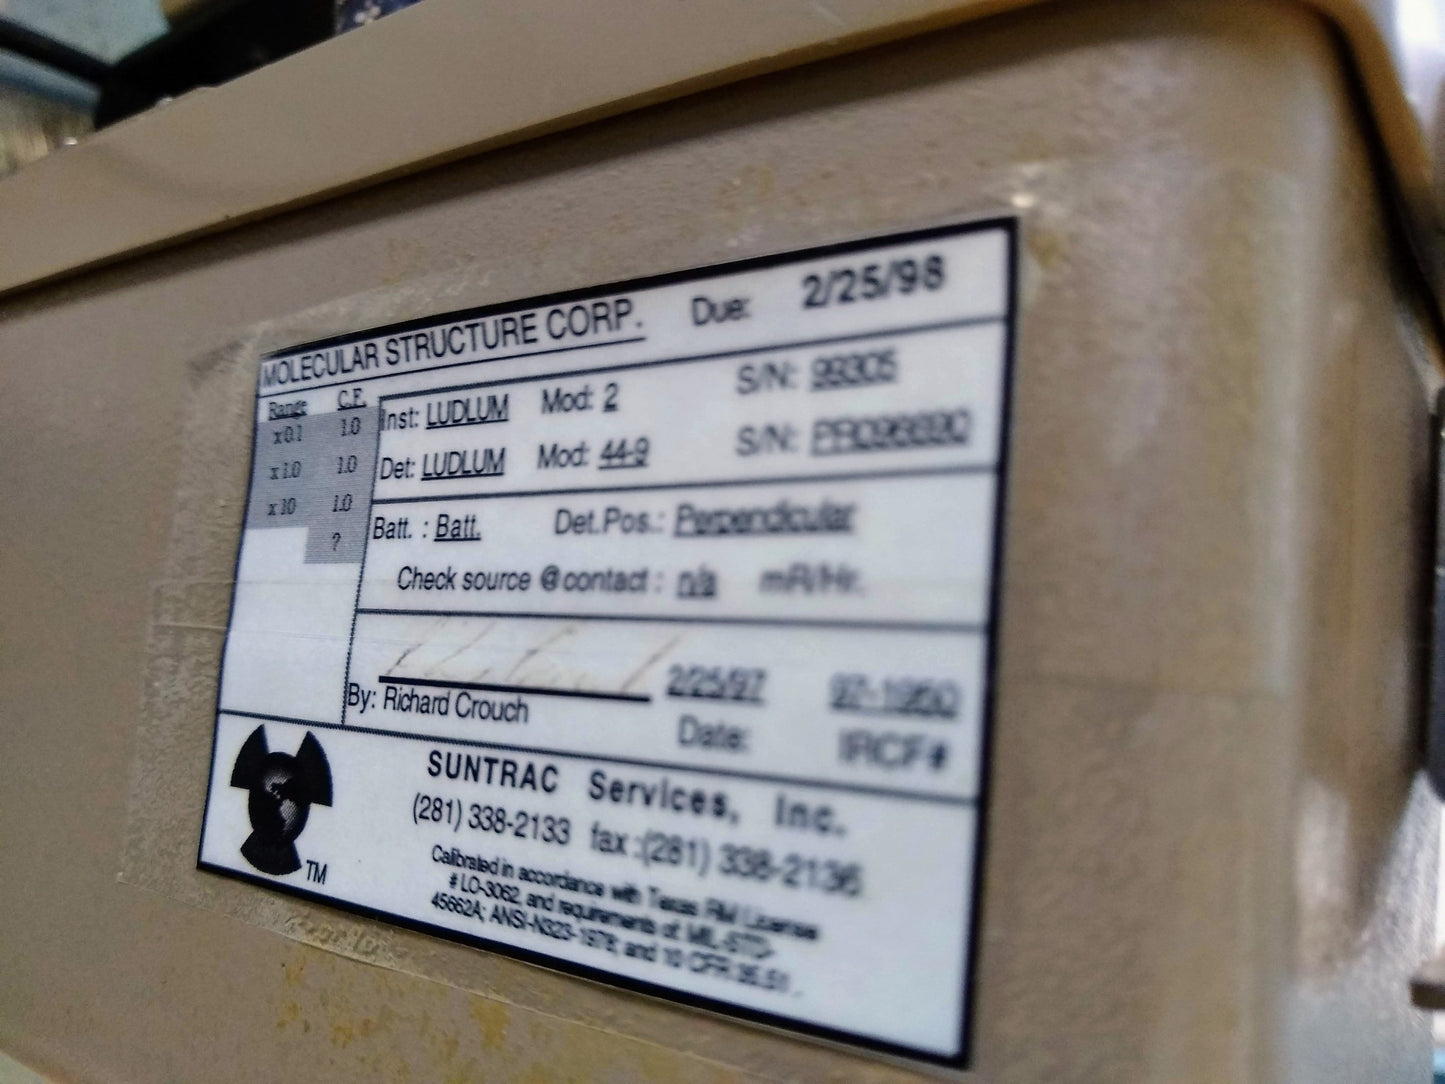 MOLECULAR STRUCTURE CORP. Due: 2/25/98
Range C.F.
x 0.1 1.0
x 1.0 1.0
x 10 1.0
?
Inst: LUDLUM Mod: 2 S/N: 99305
Det: LUDLUM Mod: 44-9 S/N: PR096690
Batt. : Batt. Det.Pos.: Perpendicular
Check source @ contact : n/a mR/Hr.
2/25/97 97-1950
By: Richard Crouch Date: IRCF#
SUNTRAC Services, Inc.
(281) 338-2133 fax :(281) 338-2136
Calibrated in accordance with Texas RM License
# LO-3062, and requirements of MIL-STD-
45662A; ANSI-N323-1978; and 10 CFR 35.51 .
TM